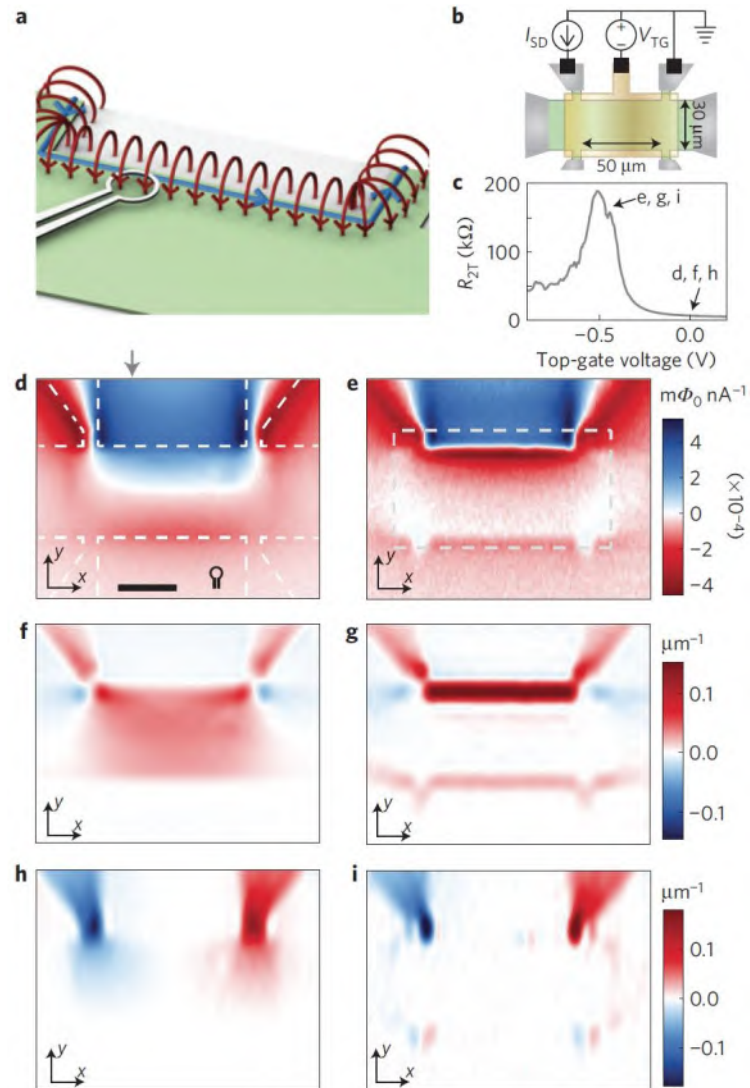 a
b
I_SD
V_TG
30 μm
50 μm
c
200
100
0
R_2T (kΩ)
e, g, i
d, f, h
−0.5
0.0
Top-gate voltage (V)
d
e
mΦ₀ nA⁻¹
4
2
0
−2
−4
(×10⁻⁴)
y
x
y
x
f
g
μm⁻¹
0.1
0.0
−0.1
y
x
y
x
h
i
μm⁻¹
0.1
0.0
−0.1
y
x
y
x